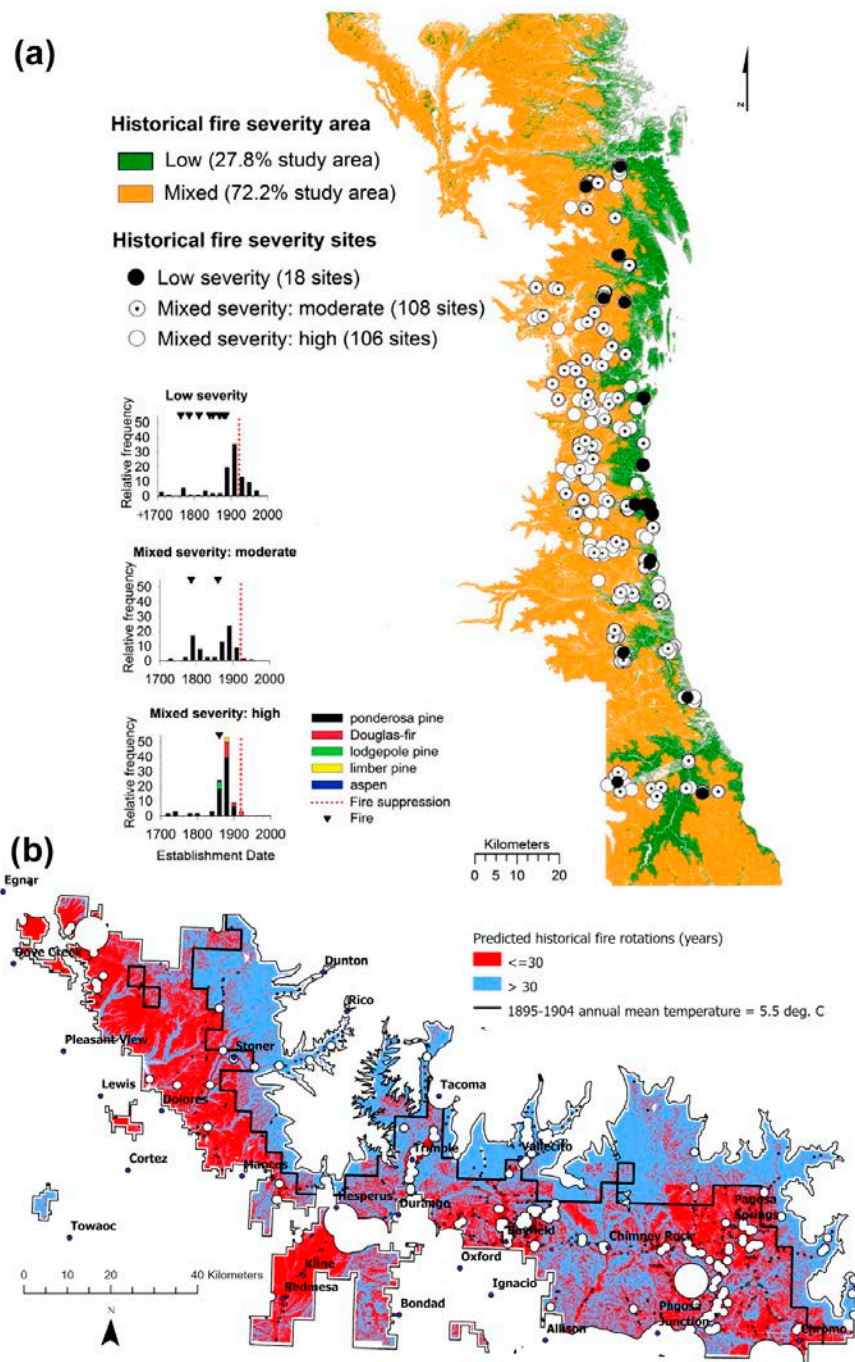 (a)
N
Historical fire severity area
Low (27.8% study area)
Mixed (72.2% study area)
Historical fire severity sites
Low severity (18 sites)
Mixed severity: moderate (108 sites)
Mixed severity: high (106 sites)
Low severity
Relative frequency
50
40
30
20
10
0
+1700 1800 1900 2000
Mixed severity: moderate
Relative frequency
50
40
30
20
10
0
1700 1800 1900 2000
Mixed severity: high
Relative frequency
50
40
30
20
10
0
1700 1800 1900 2000
Establishment Date
ponderosa pine
Douglas-fir
lodgepole pine
limber pine
aspen
Fire suppression
Fire
Kilometers
0 5 10 20
(b)
Egnar
Dove Creek
Dunton
Rico
Predicted historical fire rotations (years)
<=30
> 30
1895-1904 annual mean temperature = 5.5 deg. C
Pleasant View
Stoner
Lewis
Dolores
Tacoma
Cortez
Trimble
Vallecito
Mancos
Hesperus
Durango
Pagosa
Springs
Towaoc
Bayfield
Chimney Rock
Oxford
Kline
Redmesa
Ignacio
0 10 20 40 Kilometers
N
Bondad
Allison
Pagosa
Junction
Chromo